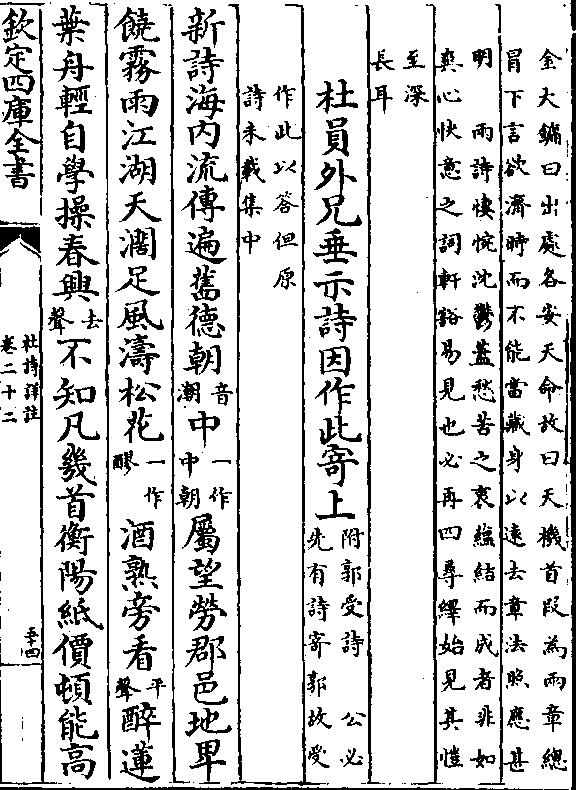 金大鏞曰出處各安天命故曰天機首段為兩章總
冒下言欲濟時而不能當藏身以遠去章法照應甚
明　兩詩悽惋沈鬱蓋愁苦之衷緜結而成者非如
爽心快意之詞軒豁易見也必再四尋繹始見其愷
至深
長耳
杜員外兄垂示詩因作此寄上附郭受詩　公必先有詩寄郭故受
作此以答但原
詩未載集中
新詩海内流傳遍舊德朝音潮中一作中朝屬望勞郡邑地卑
饒霧雨江湖天濶足風濤松花一作醪酒熟旁看平聲醉蓮
葉舟輕自學操春興去聲不知凡幾首衡陽紙價頓能高
欽定四庫全書
杜詩詳註
卷二十二
五十四